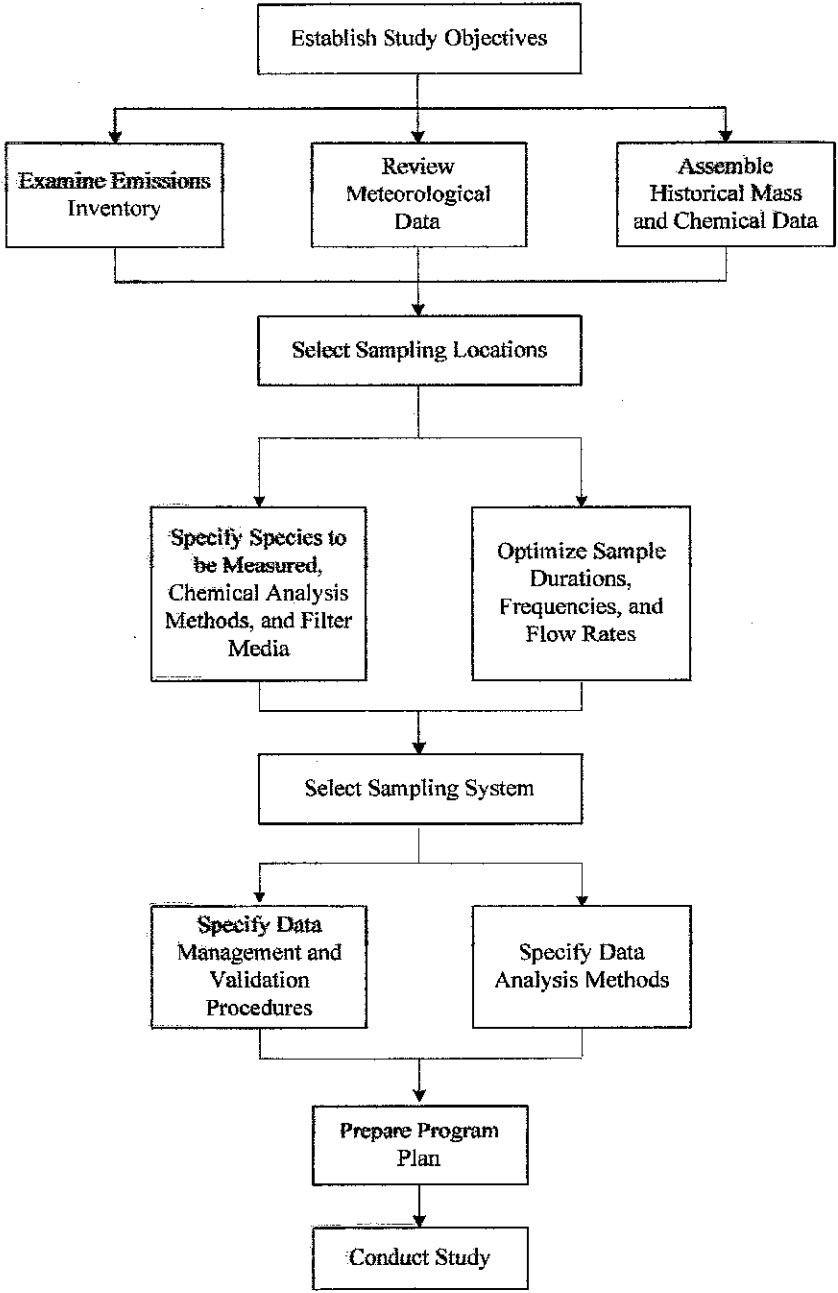 Establish Study Objectives
Examine Emissions
Inventory
Review
Meteorological
Data
Assemble
Historical Mass
and Chemical Data
Select Sampling Locations
Specify Species to
be Measured,
Chemical Analysis
Methods, and Filter
Media
Optimize Sample
Durations,
Frequencies, and
Flow Rates
Select Sampling System
Specify Data
Management and
Validation
Procedures
Specify Data
Analysis Methods
Prepare Program
Plan
Conduct Study